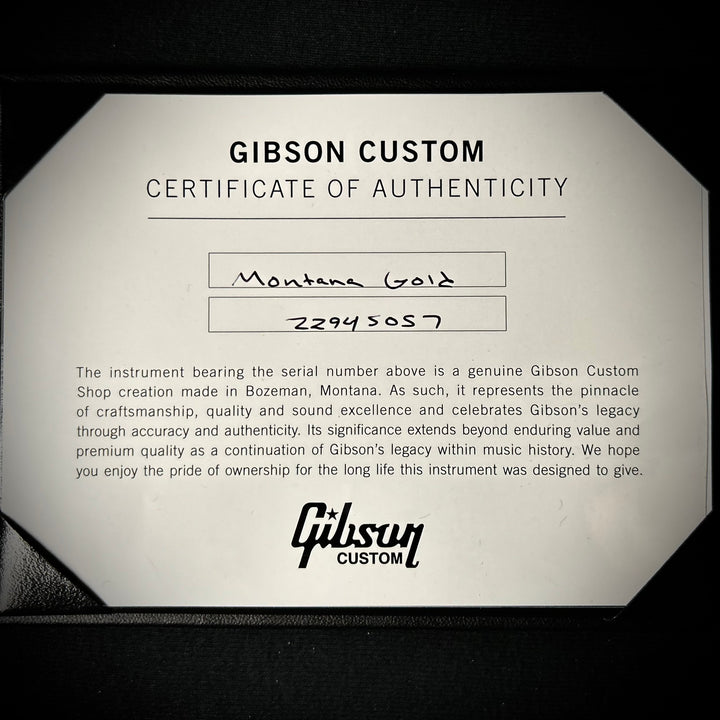 GIBSON CUSTOM
CERTIFICATE OF AUTHENTICITY
Montana Gold
22945057
The instrument bearing the serial number above is a genuine Gibson Custom
Shop creation made in Bozeman, Montana. As such, it represents the pinnacle
of craftsmanship, quality and sound excellence and celebrates Gibson's legacy
through accuracy and authenticity. Its significance extends beyond enduring value and
premium quality as a continuation of Gibson's legacy within music history. We hope
you enjoy the pride of ownership for the long life this instrument was designed to give.
Gibson
CUSTOM